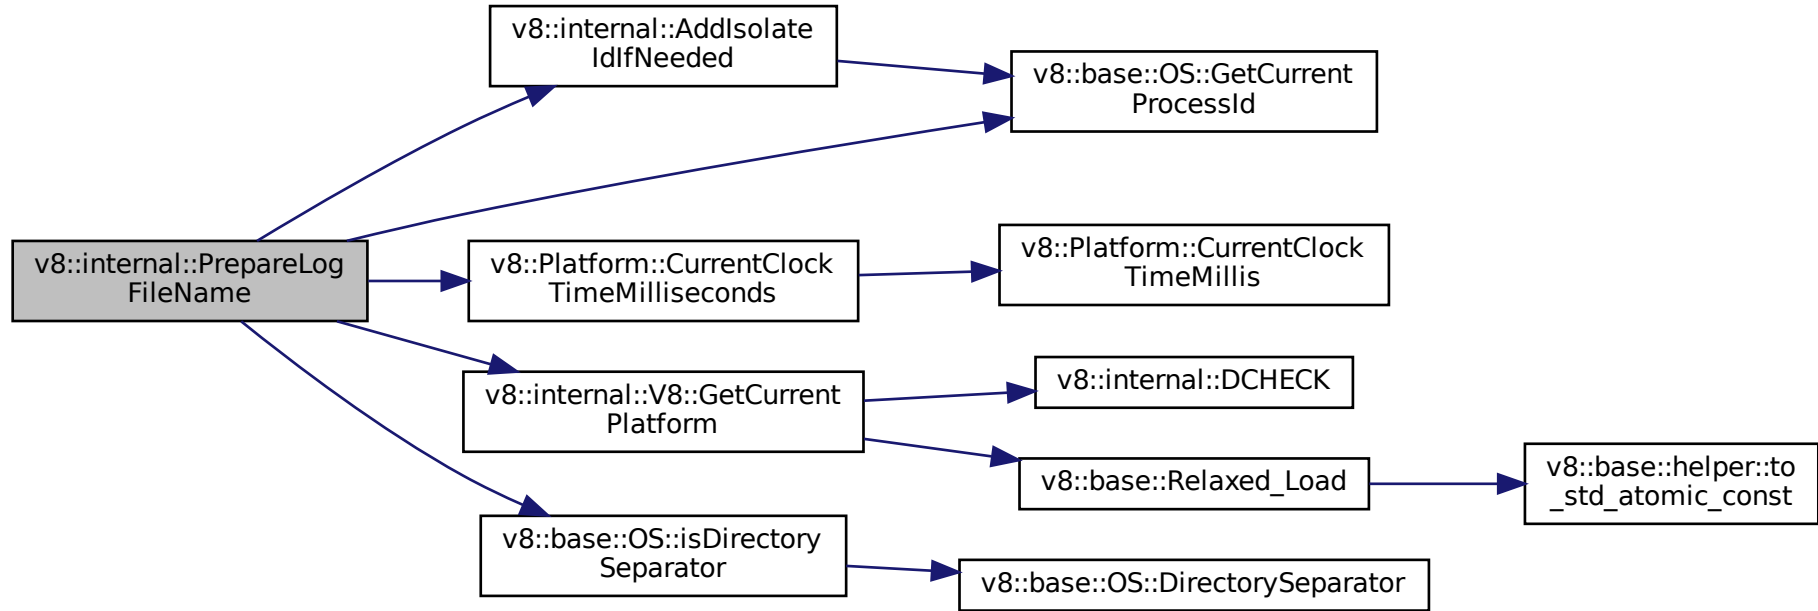 v8::internal::AddIsolate
IdIfNeeded
v8::base::OS::GetCurrent
ProcessId
v8::internal::PrepareLog
FileName
v8::Platform::CurrentClock
TimeMilliseconds
v8::Platform::CurrentClock
TimeMillis
v8::internal::V8::GetCurrent
Platform
v8::internal::DCHECK
v8::base::Relaxed_Load
v8::base::helper::to
_std_atomic_const
v8::base::OS::isDirectory
Separator
v8::base::OS::DirectorySeparator